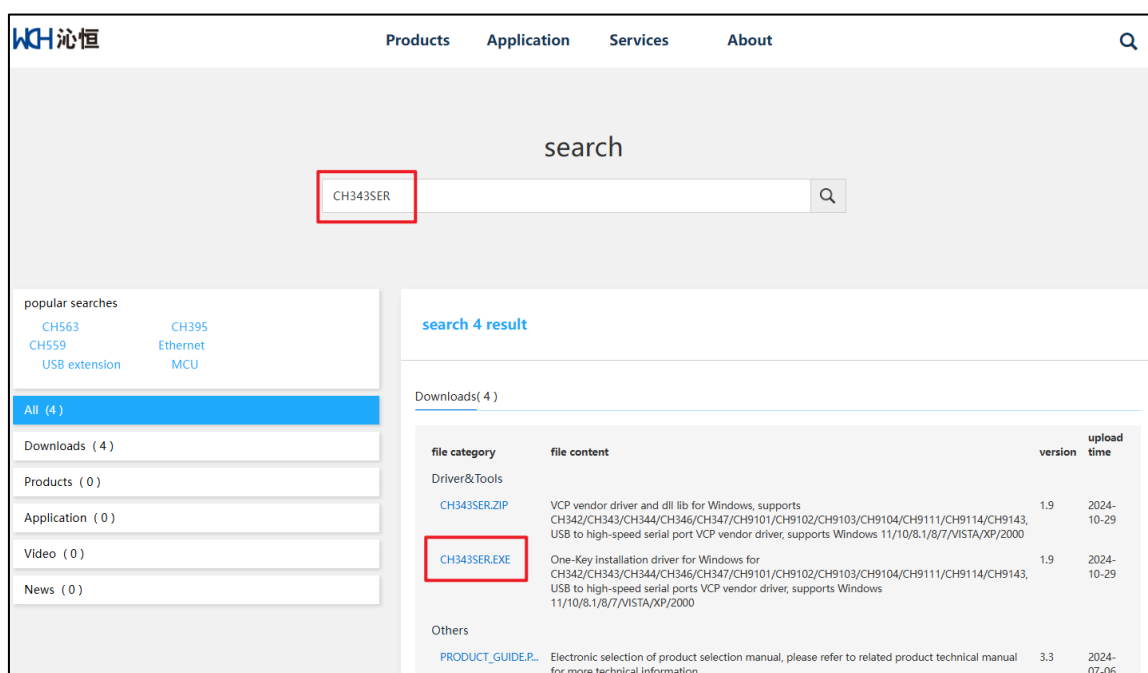 WCH沁恒
Products Application Services About
search
CH343SER
popular searches
CH563 CH395
CH559 Ethernet
USB extension MCU
All (4)
Downloads (4)
Products (0)
Application (0)
Video (0)
News (0)
search 4 result
Downloads( 4 )
file category file content version upload time
Driver&Tools
CH343SER.ZIP VCP vendor driver and dll lib for Windows, supports 1.9 2024-
CH342/CH343/CH344/CH346/CH347/CH9101/CH9102/CH9103/CH9104/CH9111/CH9114/CH9143, 10-29
USB to high-speed serial port VCP vendor driver, supports Windows 11/10/8.1/8/7/VISTA/XP/2000
CH343SER.EXE One-Key installation driver for Windows for 1.9 2024-
CH342/CH343/CH344/CH346/CH347/CH9101/CH9102/CH9103/CH9104/CH9111/CH9114/CH9143, 10-29
USB to high-speed serial ports VCP vendor driver, supports Windows
11/10/8.1/8/7/VISTA/XP/2000
Others
PRODUCT_GUIDE.P... Electronic selection of product selection manual, please refer to related product technical manual 3.3 2024-
for more technical information 07-06